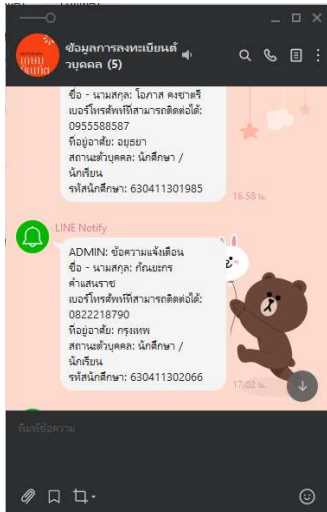 ข้อมูลการลงทะเบียนตั
วบุคคล (5)
ชื่อ - นามสกุล: โอภาส คงชาตรี
เบอร์โทรศัพท์ที่สามารถติดต่อได้:
0955588587
ที่อยู่อาศัย: อยุธยา
สถานะตัวบุคคล: นักศึกษา /
นักเรียน
รหัสนักศึกษา: 630411301985
16.58 น.
LINE Notify
ADMIN: ข้อความแจ้งเตือน
ชื่อ - นามสกุล: กัณยะกร
คำแสนราช
เบอร์โทรศัพท์ที่สามารถติดต่อได้:
0822218790
ที่อยู่อาศัย: กรุงเทพ
สถานะตัวบุคคล: นักศึกษา /
นักเรียน
รหัสนักศึกษา: 630411302066
17.02 น.
พิมพ์ข้อความ